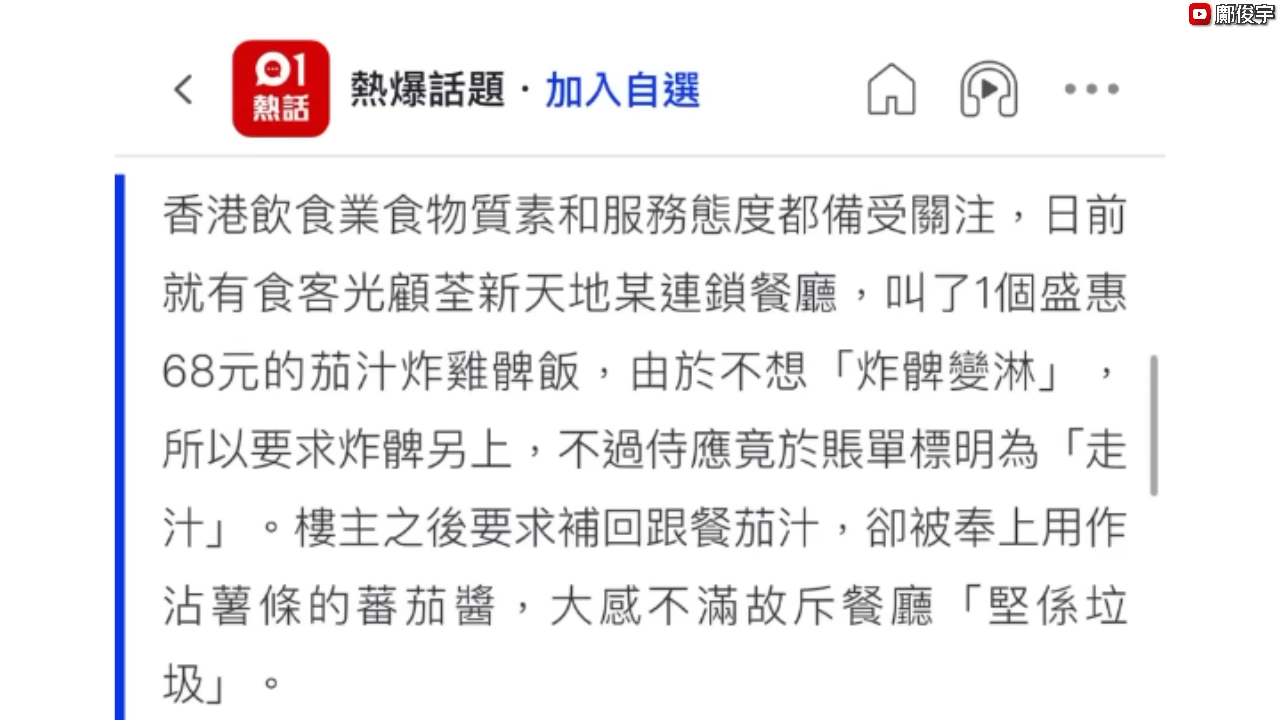 鄺俊宇
01
熱話
熱爆話題·加入自選
香港飲食業食物質素和服務態度都備受關注，日前
就有食客光顧荃新天地某連鎖餐廳，叫了1個盛惠
68元的茄汁炸雞髀飯，由於不想「炸髀變淋」，
所以要求炸髀另上，不過侍應竟於賬單標明為「走
汁」。樓主之後要求補回跟餐茄汁，卻被奉上用作
沾薯條的蕃茄醬，大感不滿故斥餐廳「堅係垃
圾」。